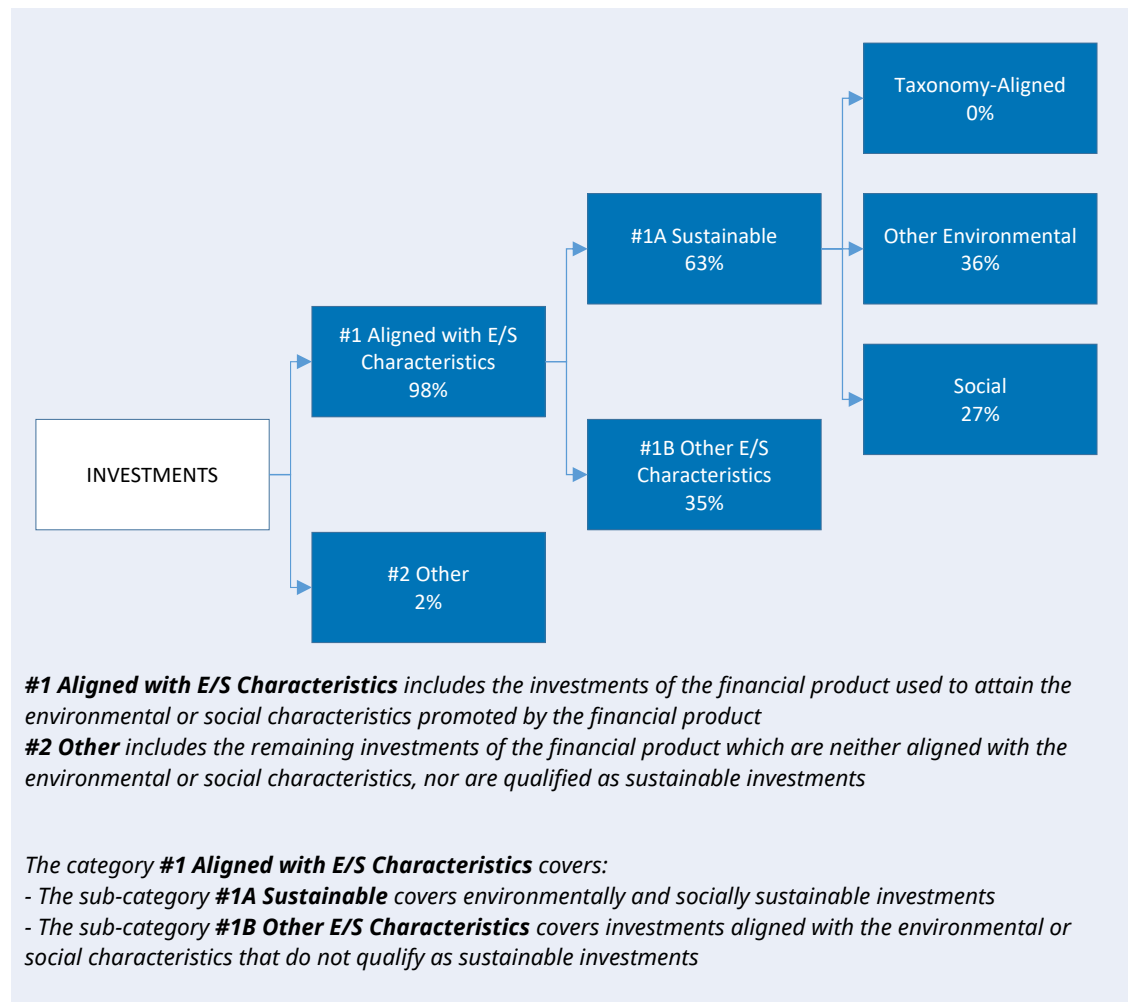 Taxonomy-Aligned
0%
#1A Sustainable
63%
Other Environmental
36%
#1 Aligned with E/S
Characteristics
98%
Social
27%
INVESTMENTS
#1B Other E/S
Characteristics
35%
#2 Other
2%
#1 Aligned with E/S Characteristics includes the investments of the financial product used to attain the
environmental or social characteristics promoted by the financial product
#2 Other includes the remaining investments of the financial product which are neither aligned with the
environmental or social characteristics, nor are qualified as sustainable investments
The category #1 Aligned with E/S Characteristics covers:
- The sub-category #1A Sustainable covers environmentally and socially sustainable investments
- The sub-category #1B Other E/S Characteristics covers investments aligned with the environmental or
social characteristics that do not qualify as sustainable investments